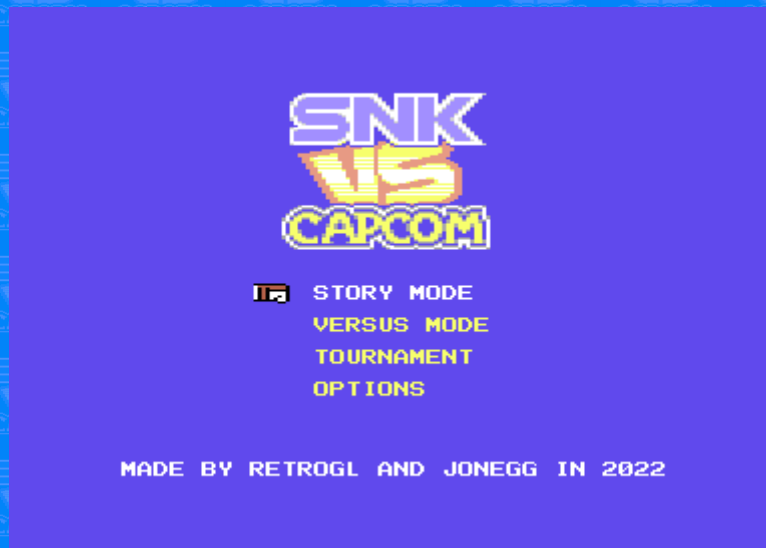 SNK
VS
CAPCOM
STORY MODE
VERSUS MODE
TOURNAMENT
OPTIONS
MADE BY RETROGL AND JONEGG IN 2022